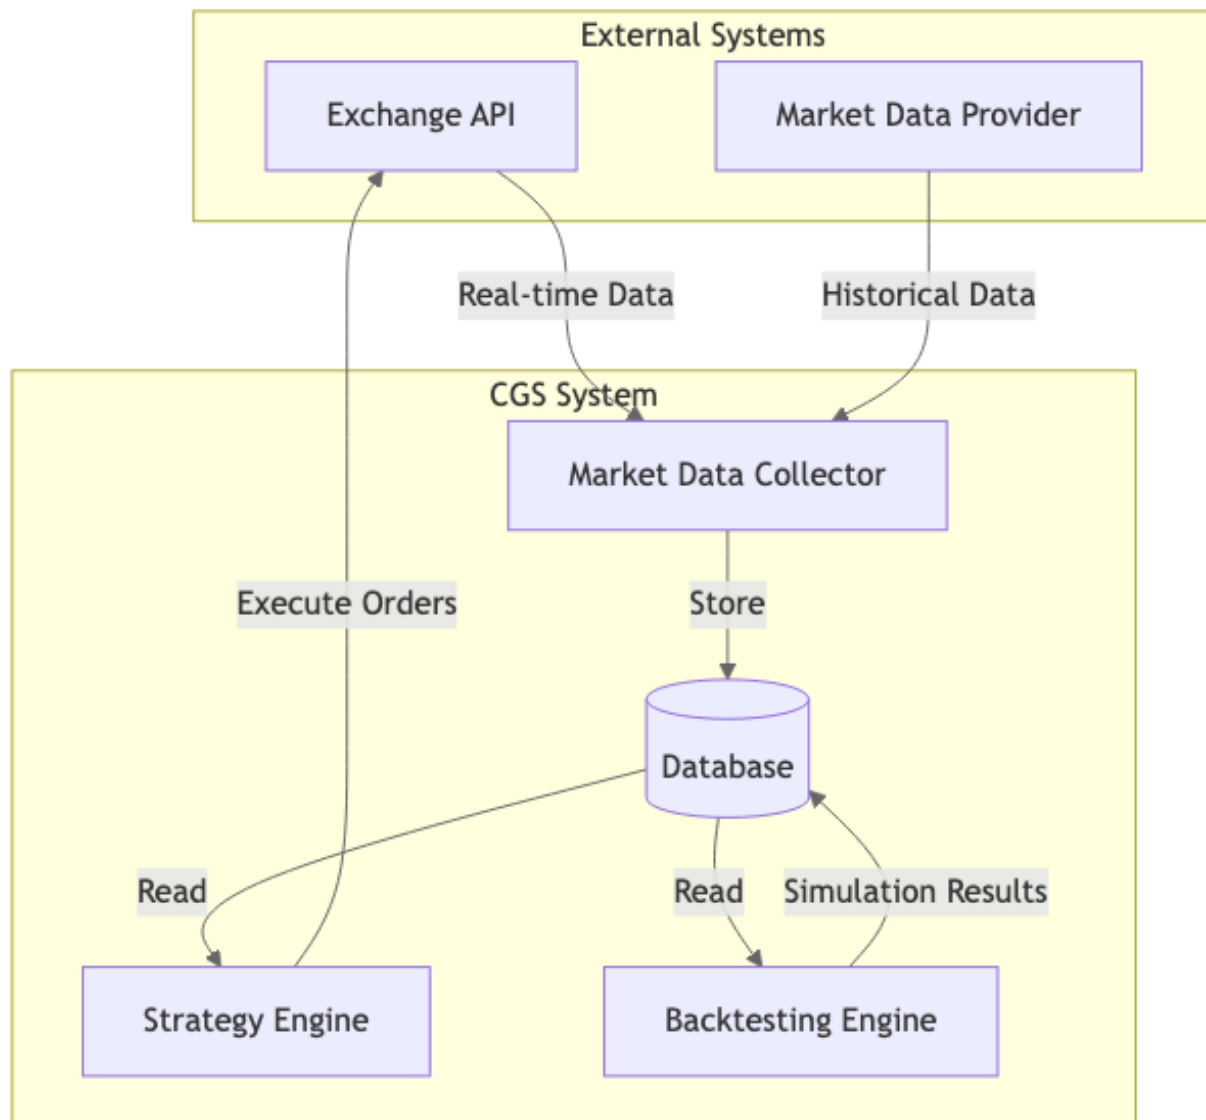 External Systems
Exchange API
Market Data Provider
Real-time Data
Historical Data
CGS System
Market Data Collector
Execute Orders
Store
Database
Read
Read
Simulation Results
Strategy Engine
Backtesting Engine